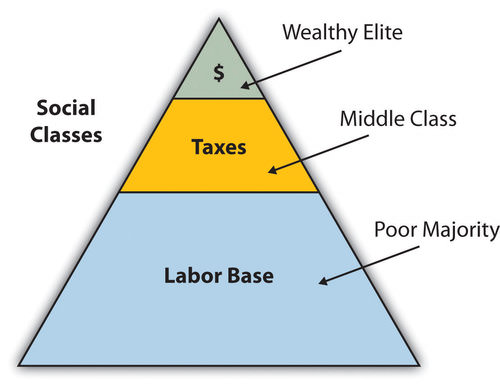 Wealthy Elite
$
Social
Classes
Middle Class
Taxes
Poor Majority
Labor Base